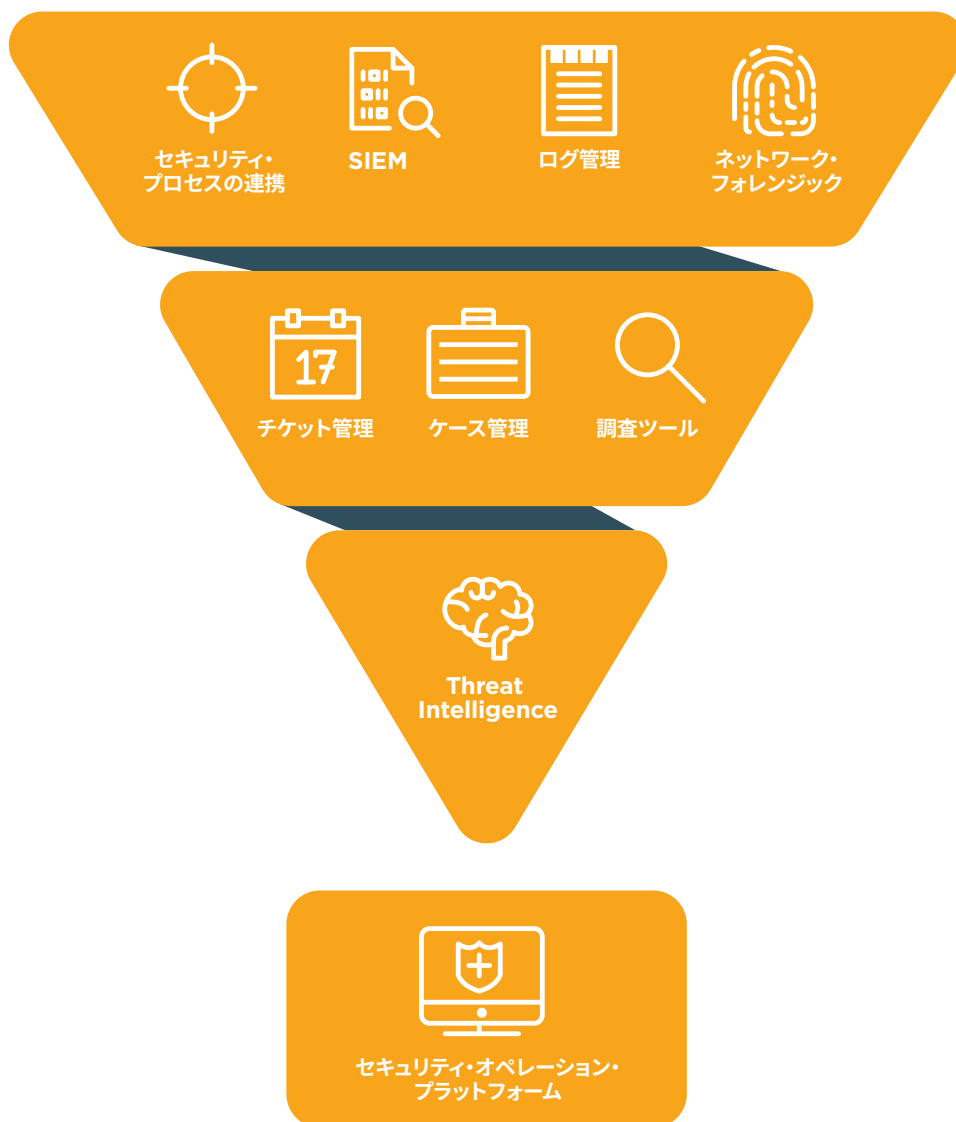 セキュリティ・
プロセスの連携
SIEM
ログ管理
ネットワーク・
フォレンジック
17
チケット管理
ケース管理
調査ツール
Threat
Intelligence
セキュリティ・オペレーション・
プラットフォーム